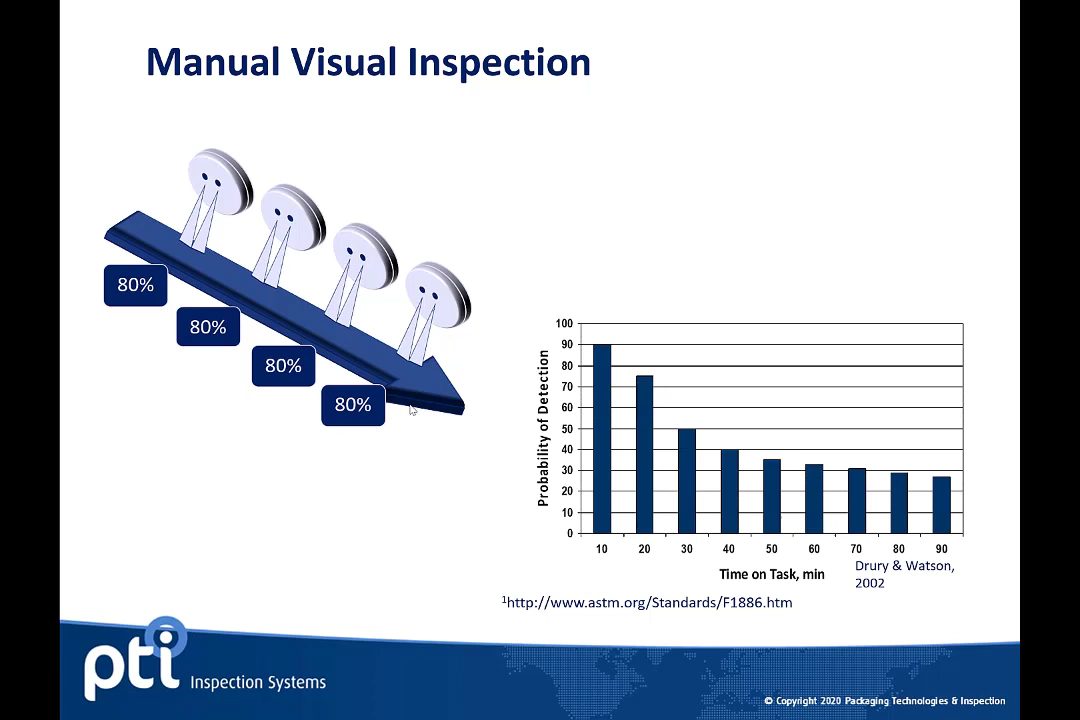 Manual Visual Inspection
80%
80%
80%
80%
100
90
80
70
60
50
40
30
20
10
0
Probability of Detection
10 20 30 40 50 60 70 80 90
Time on Task, min
Drury & Watson,
2002
¹http://www.astm.org/Standards/F1886.htm
pti Inspection Systems
© Copyright 2020 Packaging Technologies & Inspection